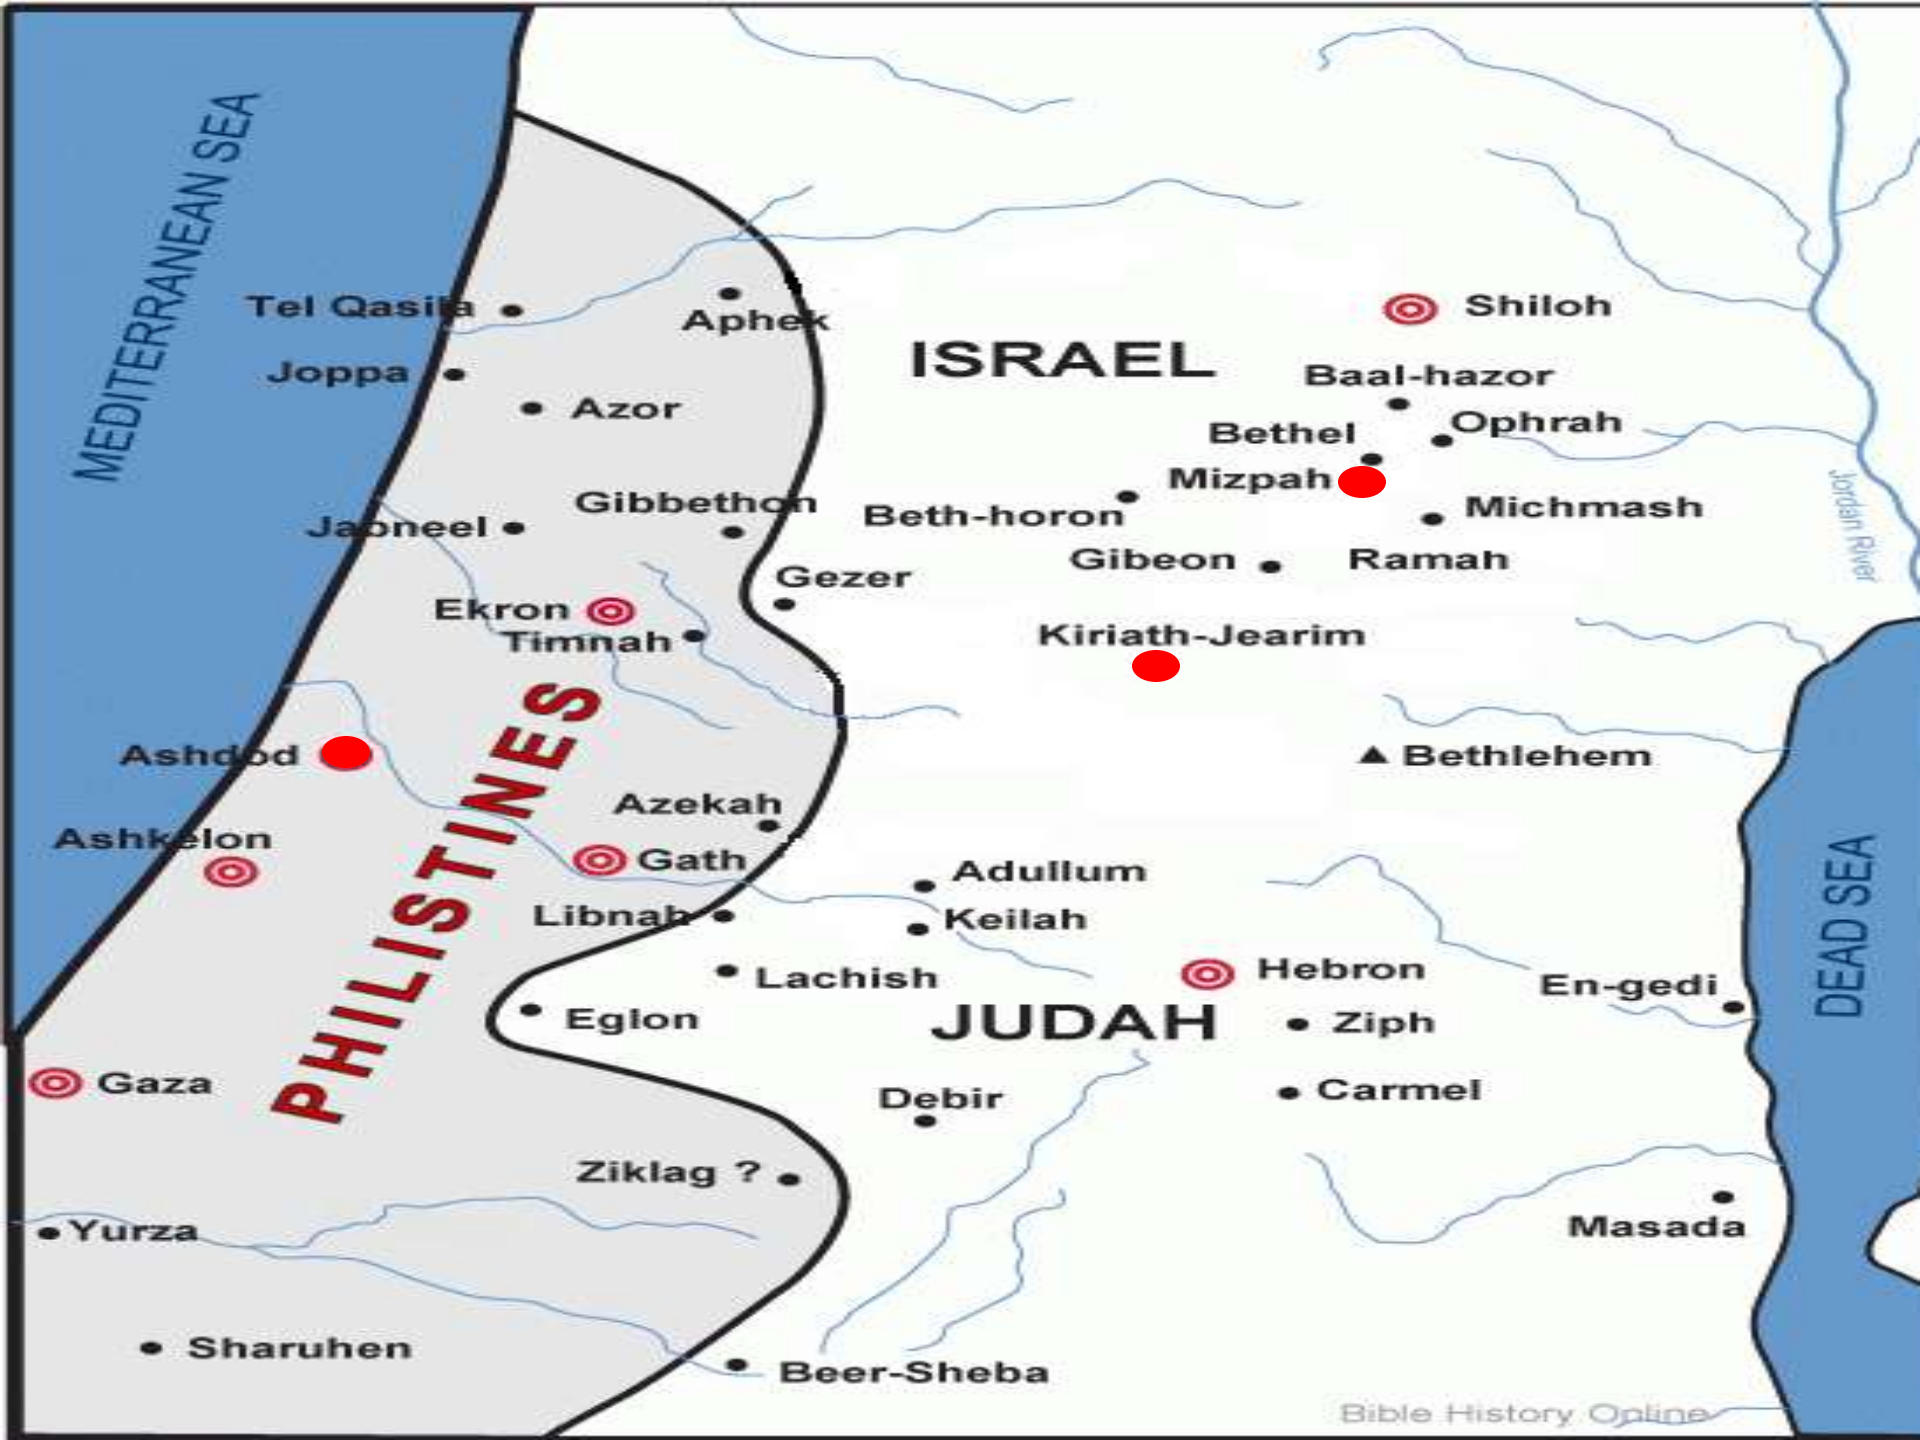 MEDITERRANEAN SEA
Tel Qasila
Aphek
Shiloh
ISRAEL
Joppa
Baal-hazor
Azor
Ophrah
Bethel
Mizpah
Gibbethon
Beth-horon
Michmash
Jabneel
Jordan River
Gibeon
Ramah
Gezer
Ekron
Timnah
Kiriath-Jearim
PHILISTINES
Ashdod
Bethlehem
Azekah
Ashkelon
Gath
Adullum
DEAD SEA
Libnah
Keilah
Lachish
Hebron
En-gedi
Eglon
JUDAH
Ziph
Gaza
Debir
Carmel
Ziklag ?
Yurza
Masada
Sharuhen
Beer-Sheba
Bible History Online